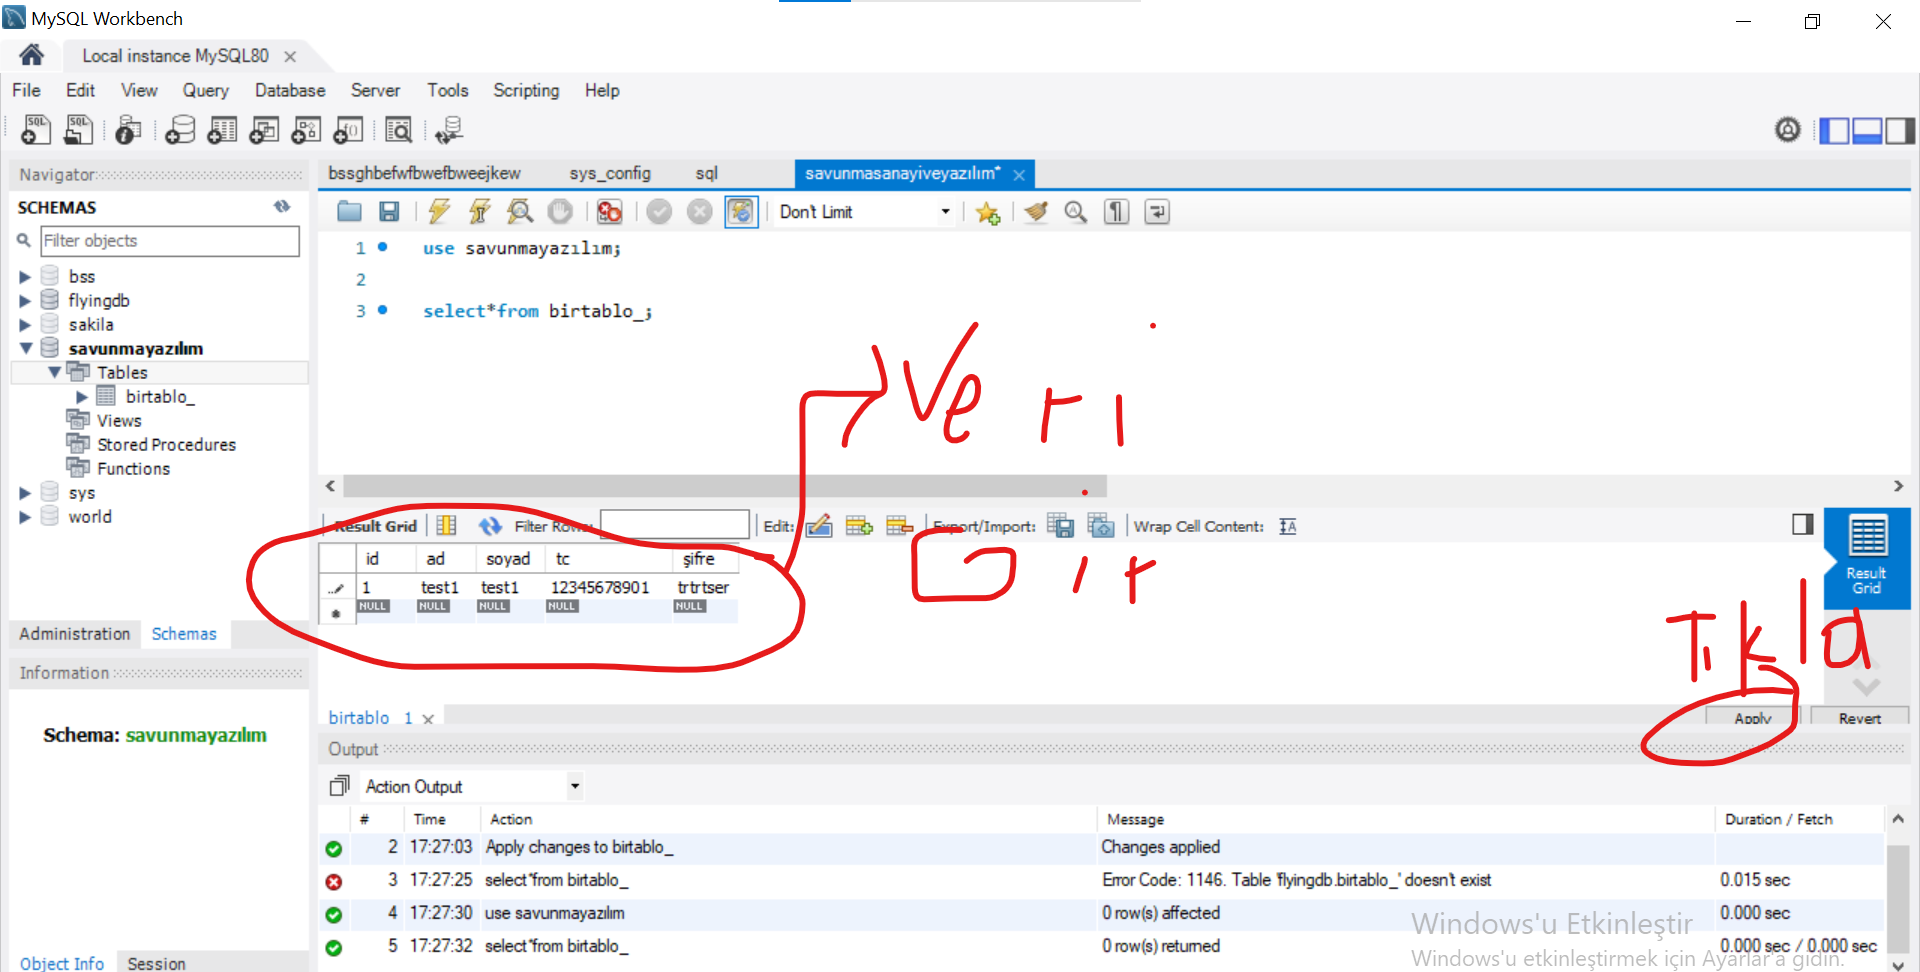 MySQL Workbench
Local instance MySQL80
File Edit View Query Database Server Tools Scripting Help
Navigator
SCHEMAS
Filter objects
bss
flyingdb
sakila
savunmayazılım
Tables
birtablo_
Views
Stored Procedures
Functions
sys
world
Administration Schemas
Information
Schema: savunmayazılım
Object Info Session
bssghbefwfbwefbweejkew sys_config sql savunmasanayiveyazılım*
Don't Limit
1 use savunmayazılım;
2
3 select*from birtablo_;
Veri
Gir
Result Grid Filter Rows: Edit: Export/Import: Wrap Cell Content:
id ad soyad tc şifre
1 test1 test1 12345678901 trtrtser
NULL NULL NULL NULL NULL
Result
Grid
Tıkla
birtablo_ 1
Apply Revert
Output
Action Output
# Time Action Message Duration / Fetch
2 17:27:03 Apply changes to birtablo_ Changes applied
3 17:27:25 select*from birtablo_ Error Code: 1146. Table 'flyingdb.birtablo_' doesn't exist 0.015 sec
4 17:27:30 use savunmayazılım 0 row(s) affected 0.000 sec
5 17:27:32 select*from birtablo_ 0 row(s) returned 0.000 sec / 0.000 sec
Windows'u Etkinleştir
Windows'u etkinleştirmek için Ayarlar'a gidin.